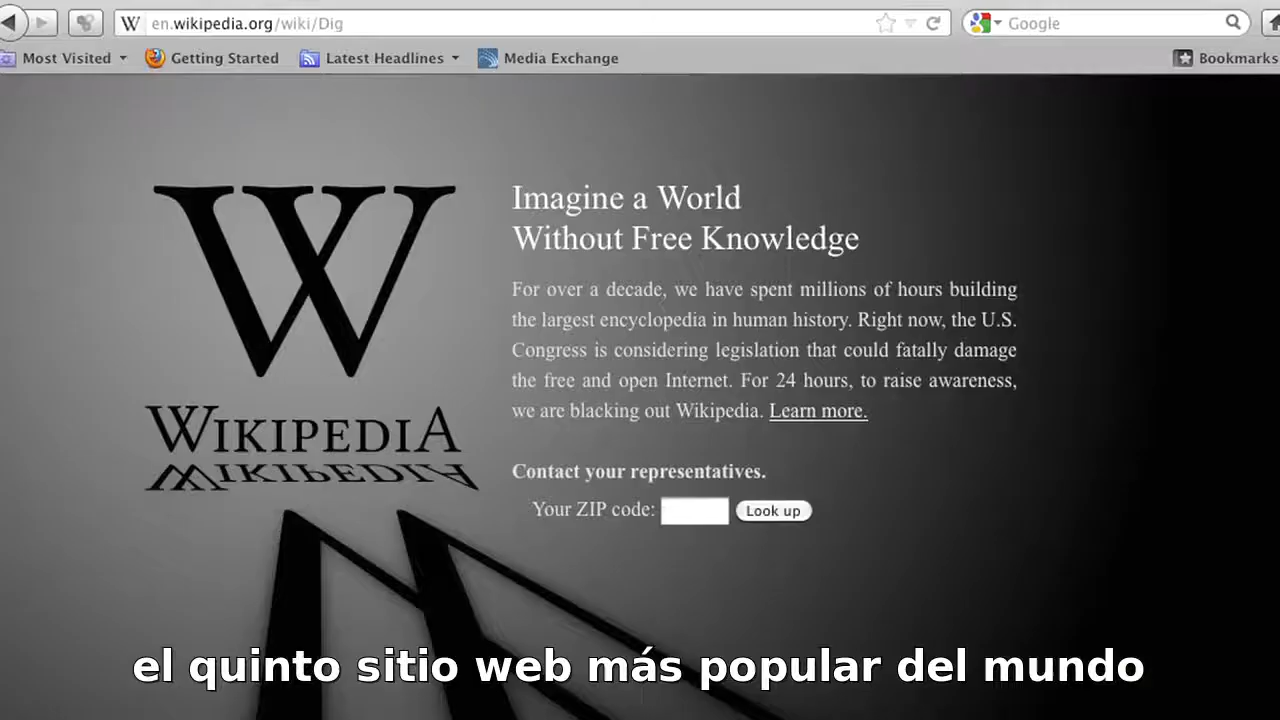 en.wikipedia.org/wiki/Dig
Google
Most Visited
Getting Started
Latest Headlines
Media Exchange
Bookmarks
Imagine a World
Without Free Knowledge
For over a decade, we have spent millions of hours building
the largest encyclopedia in human history. Right now, the U.S.
Congress is considering legislation that could fatally damage
the free and open Internet. For 24 hours, to raise awareness,
we are blacking out Wikipedia. Learn more.
WIKIPEDIA
Contact your representatives.
Your ZIP code:
Look up
el quinto sitio web más popular del mundo